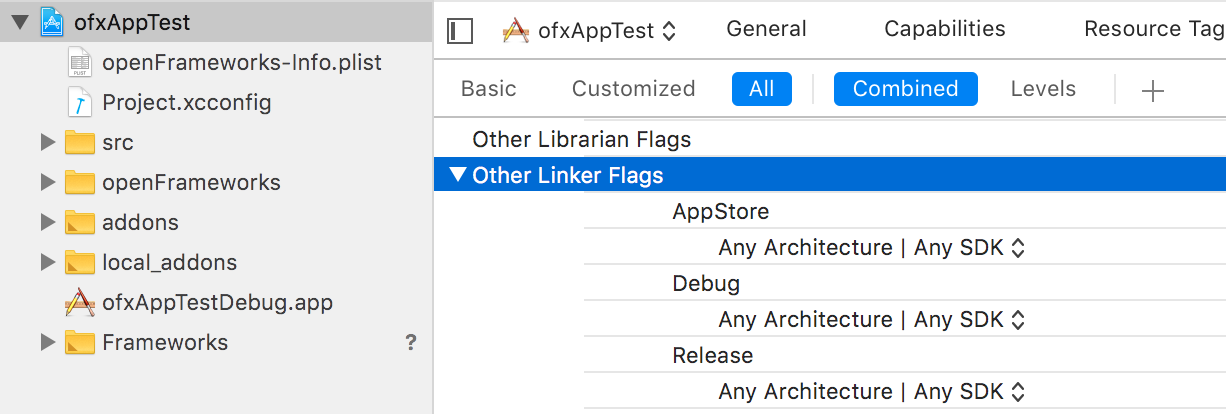 ofxAppTest
openFrameworks-Info.plist
Project.xcconfig
src
openFrameworks
addons
local_addons
ofxAppTestDebug.app
Frameworks ?
ofxAppTest General Capabilities Resource Tag
Basic Customized All Combined Levels
Other Librarian Flags
Other Linker Flags
AppStore
Any Architecture | Any SDK
Debug
Any Architecture | Any SDK
Release
Any Architecture | Any SDK